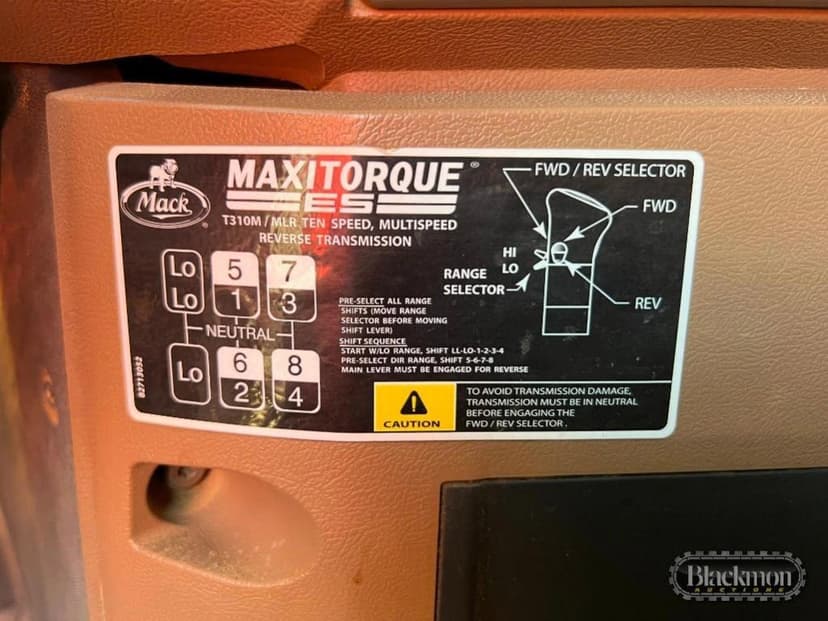 Mack
MAXITORQUE®
ES
T310M / MLR TEN SPEED, MULTISPEED
REVERSE TRANSMISSION
Lo 5 7
Lo 1 3
NEUTRAL
Lo 6 8
2 4
82713052
PRE-SELECT ALL RANGE
SHIFTS (MOVE RANGE
SELECTOR BEFORE MOVING
SHIFT LEVER)
SHIFT SEQUENCE
START W/LO RANGE, SHIFT LL-LO-1-2-3-4
PRE-SELECT DIR RANGE, SHIFT 5-6-7-8
MAIN LEVER MUST BE ENGAGED FOR REVERSE
FWD / REV SELECTOR
FWD
HI
LO
RANGE
SELECTOR
REV
CAUTION
TO AVOID TRANSMISSION DAMAGE,
TRANSMISSION MUST BE IN NEUTRAL
BEFORE ENGAGING THE
FWD / REV SELECTOR.
Blackmon
AUCTIONS